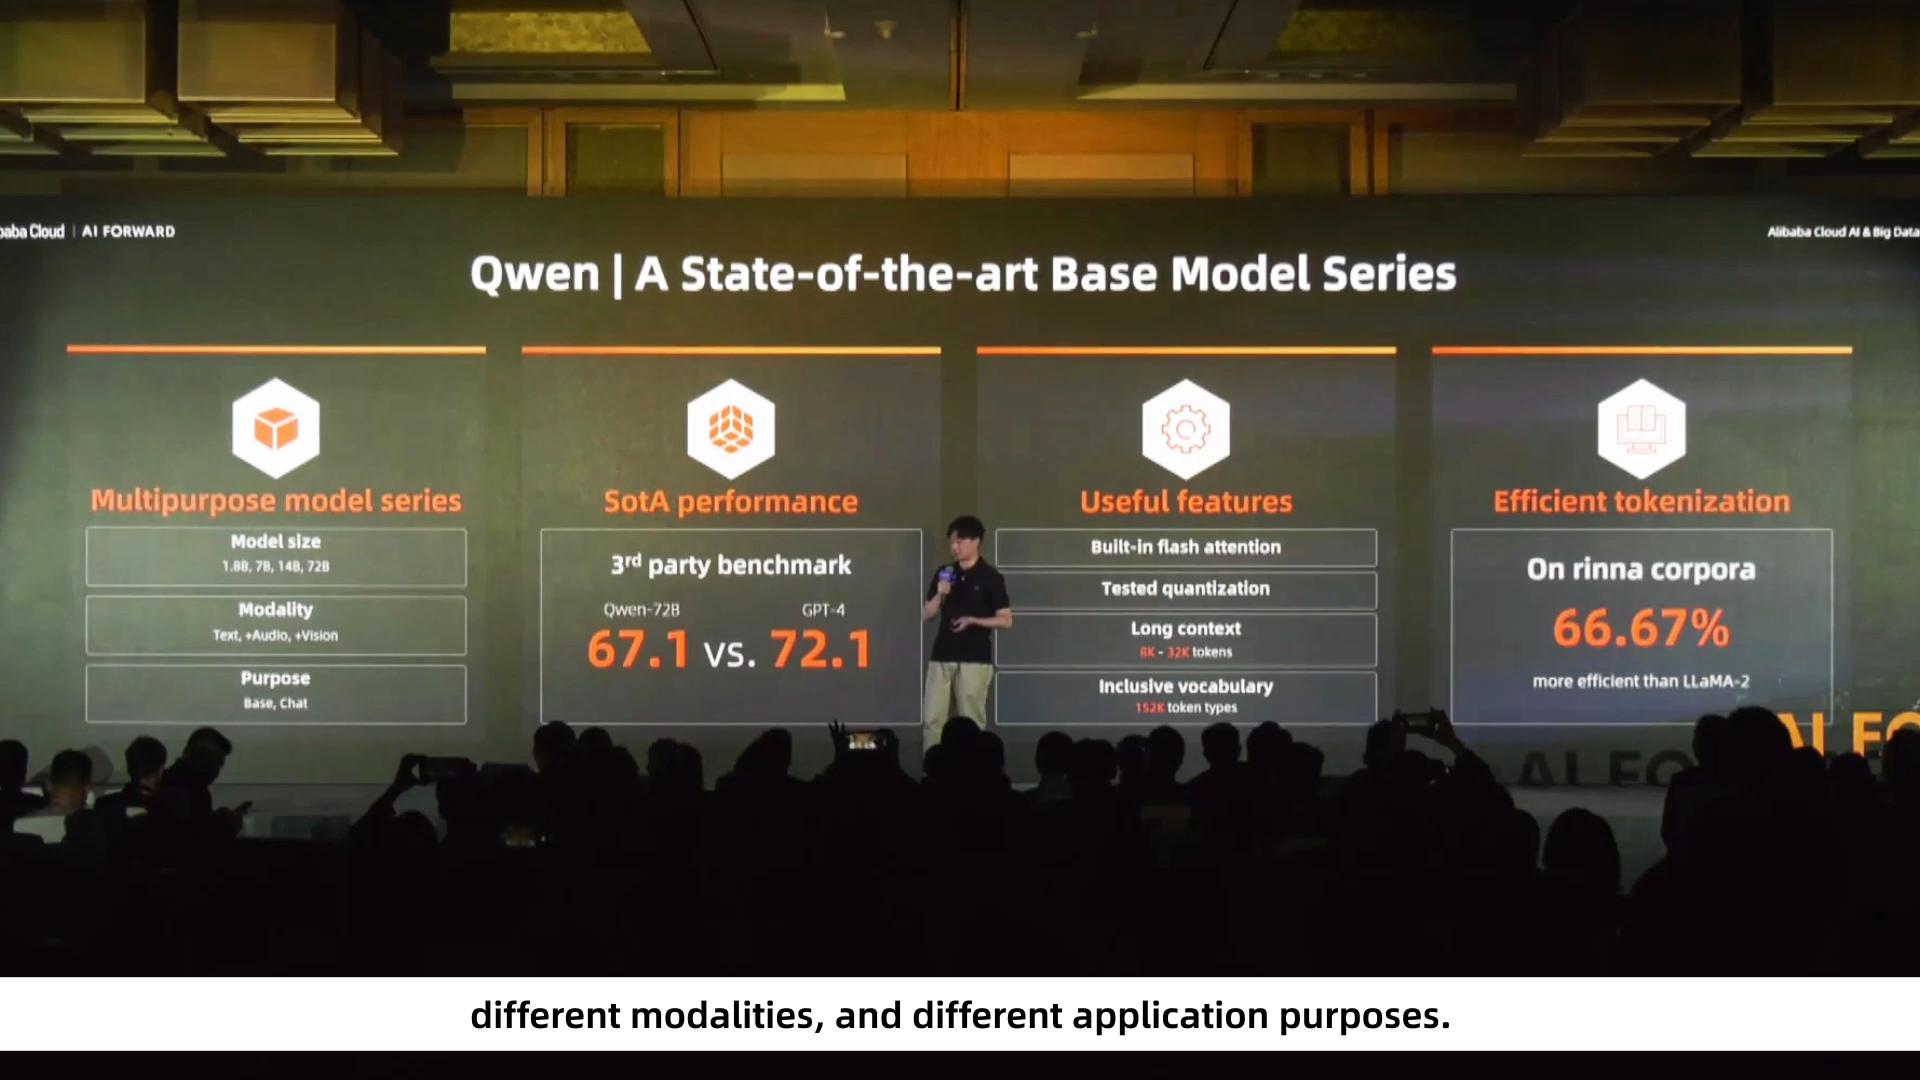 baba Cloud | AI FORWARD
Alibaba Cloud AI & Big Data
Qwen | A State-of-the-art Base Model Series
Multipurpose model series
Model size
1.8B, 7B, 14B, 72B
Modality
Text, +Audio, +Vision
Purpose
Base, Chat
SotA performance
3rd party benchmark
Qwen-72B GPT-4
67.1 vs. 72.1
Useful features
Built-in flash attention
Tested quantization
Long context
8K - 32K tokens
Inclusive vocabulary
152K token types
Efficient tokenization
On rinna corpora
66.67%
more efficient than LLaMA-2
AI FO
AI FO
different modalities, and different application purposes.